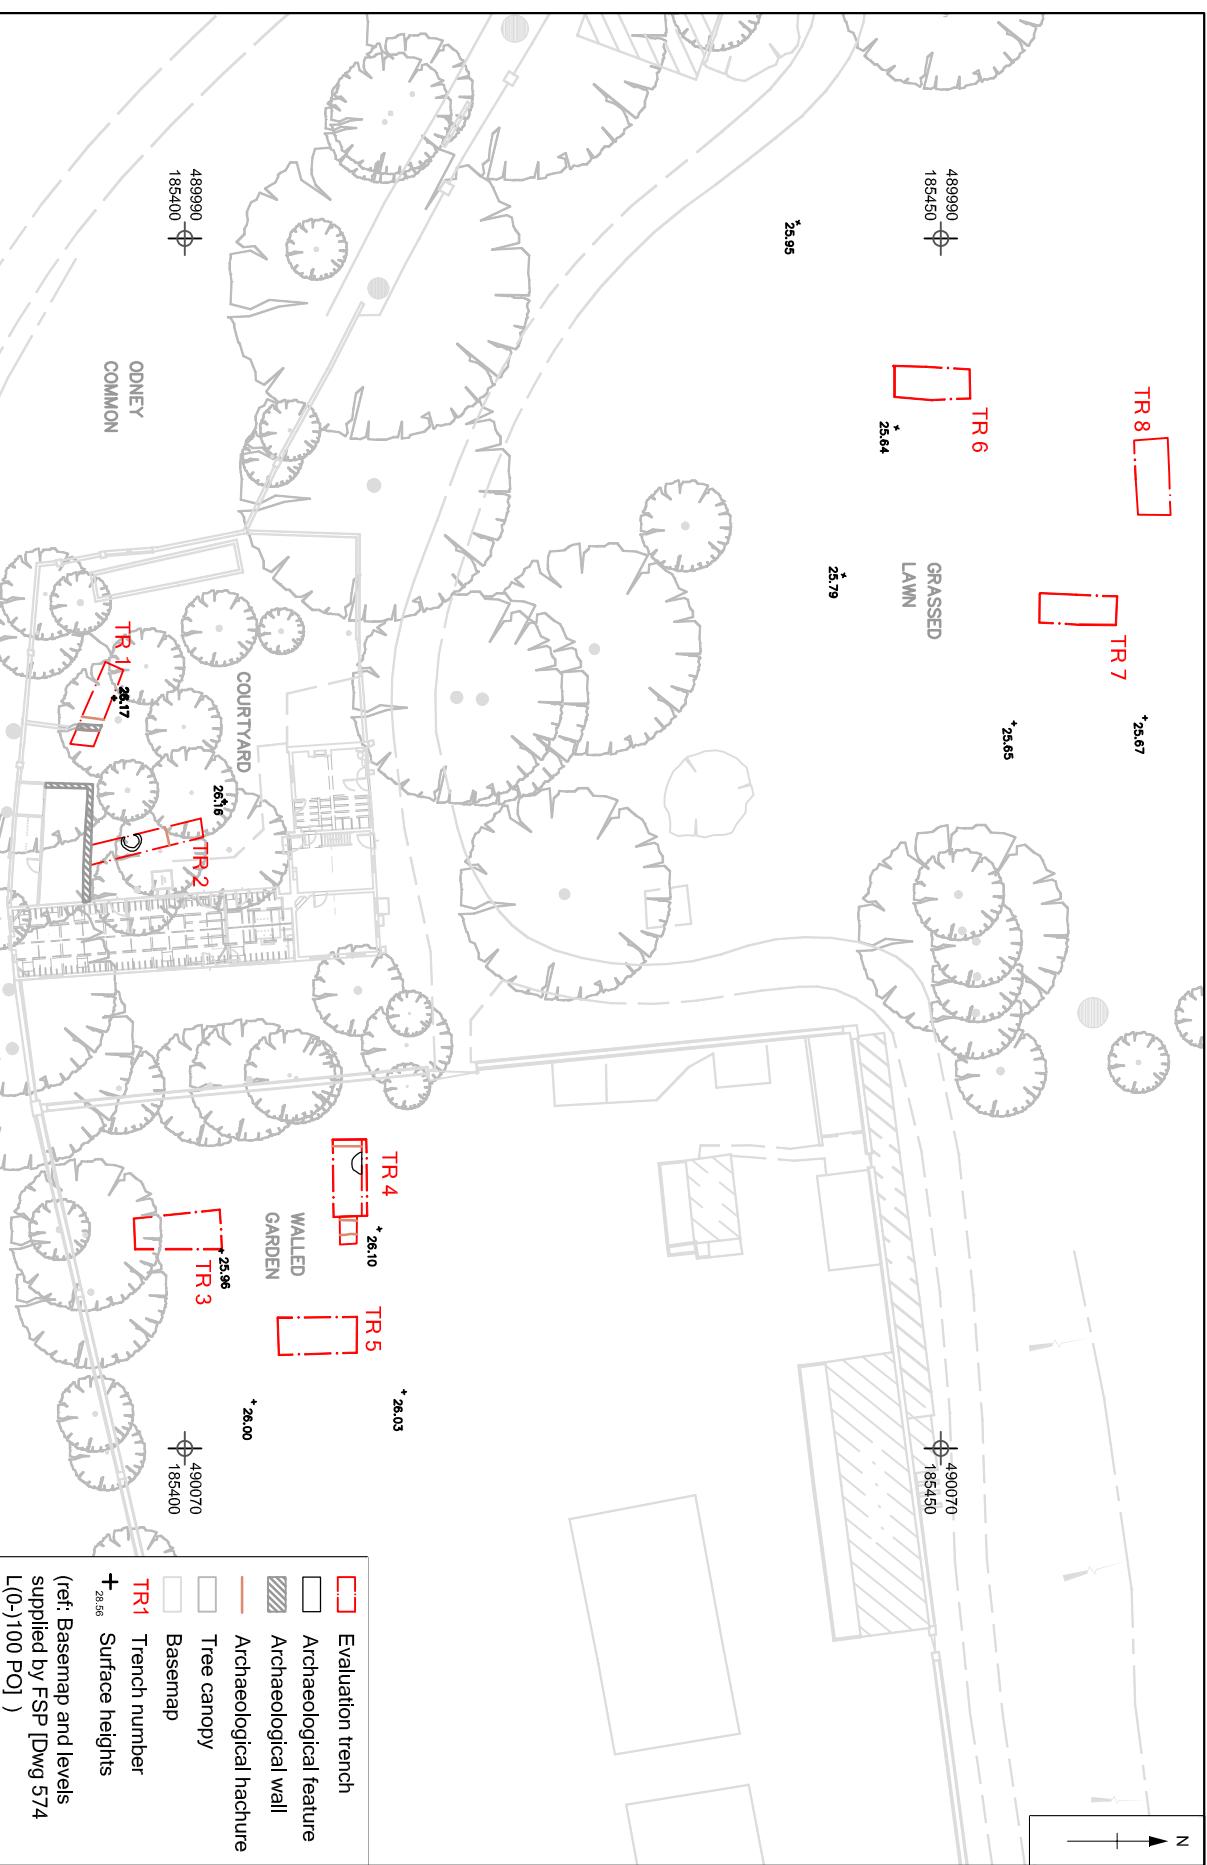 489990
185450
490070
185450
489990
185400
490070
185400
TR 8
TR 7
TR 6
25.67
25.65
GRASSED
LAWN
25.64
25.79
25.95
ODNEY
COMMON
COURTYARD
TR 1
26.17
TR 2
26.16
TR 4
26.10
26.03
TR 5
WALLED
GARDEN
26.00
25.96
TR 3
N
Evaluation trench
Archaeological feature
Archaeological wall
Archaeological hachure
Tree canopy
Basemap
TR1 Trench number
28.56 Surface heights
(ref: Basemap and levels
supplied by FSP [Dwg 574
L(0-)100 PO] )